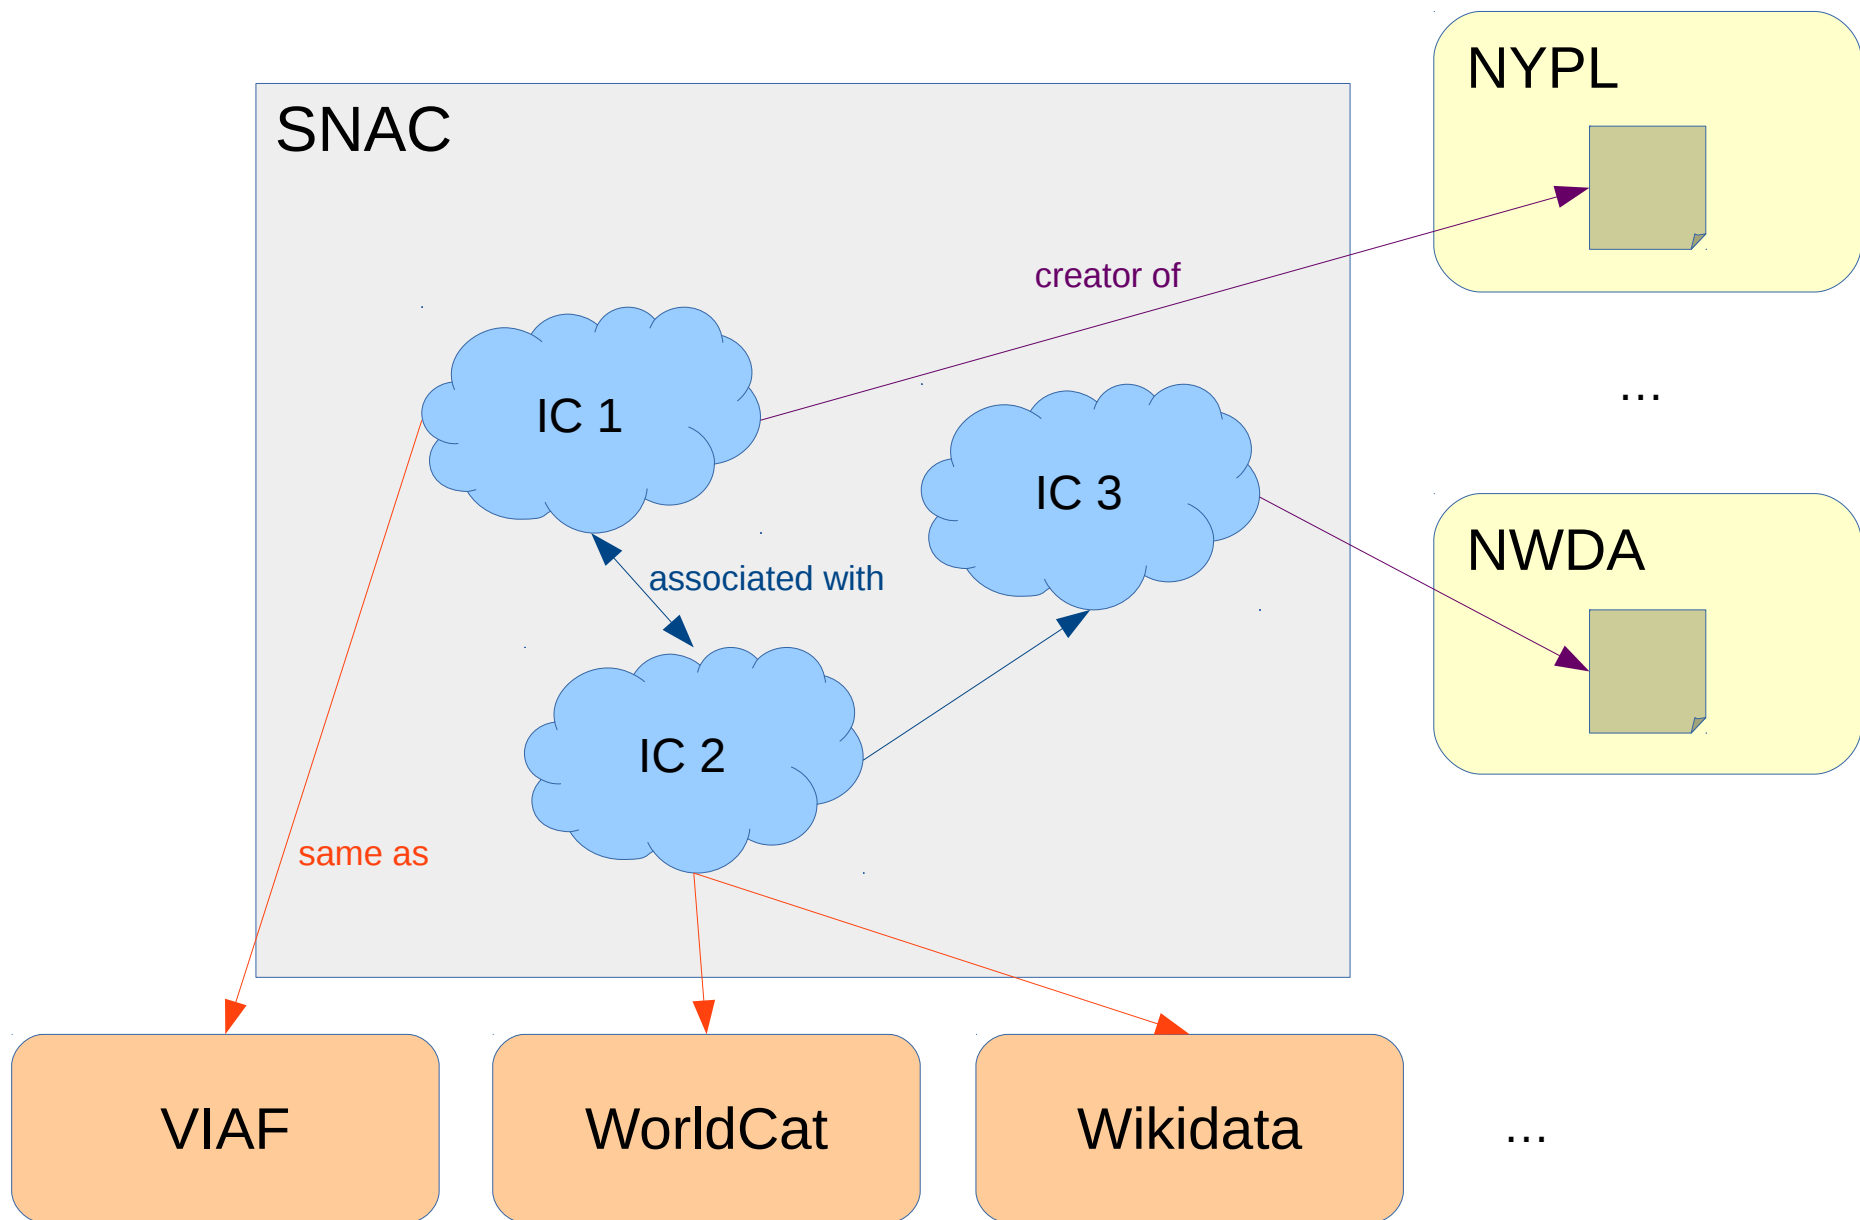 NYPL
SNAC
creator of
...
IC 1
IC 3
NWDA
associated with
IC 2
same as
VIAF
WorldCat
Wikidata
...